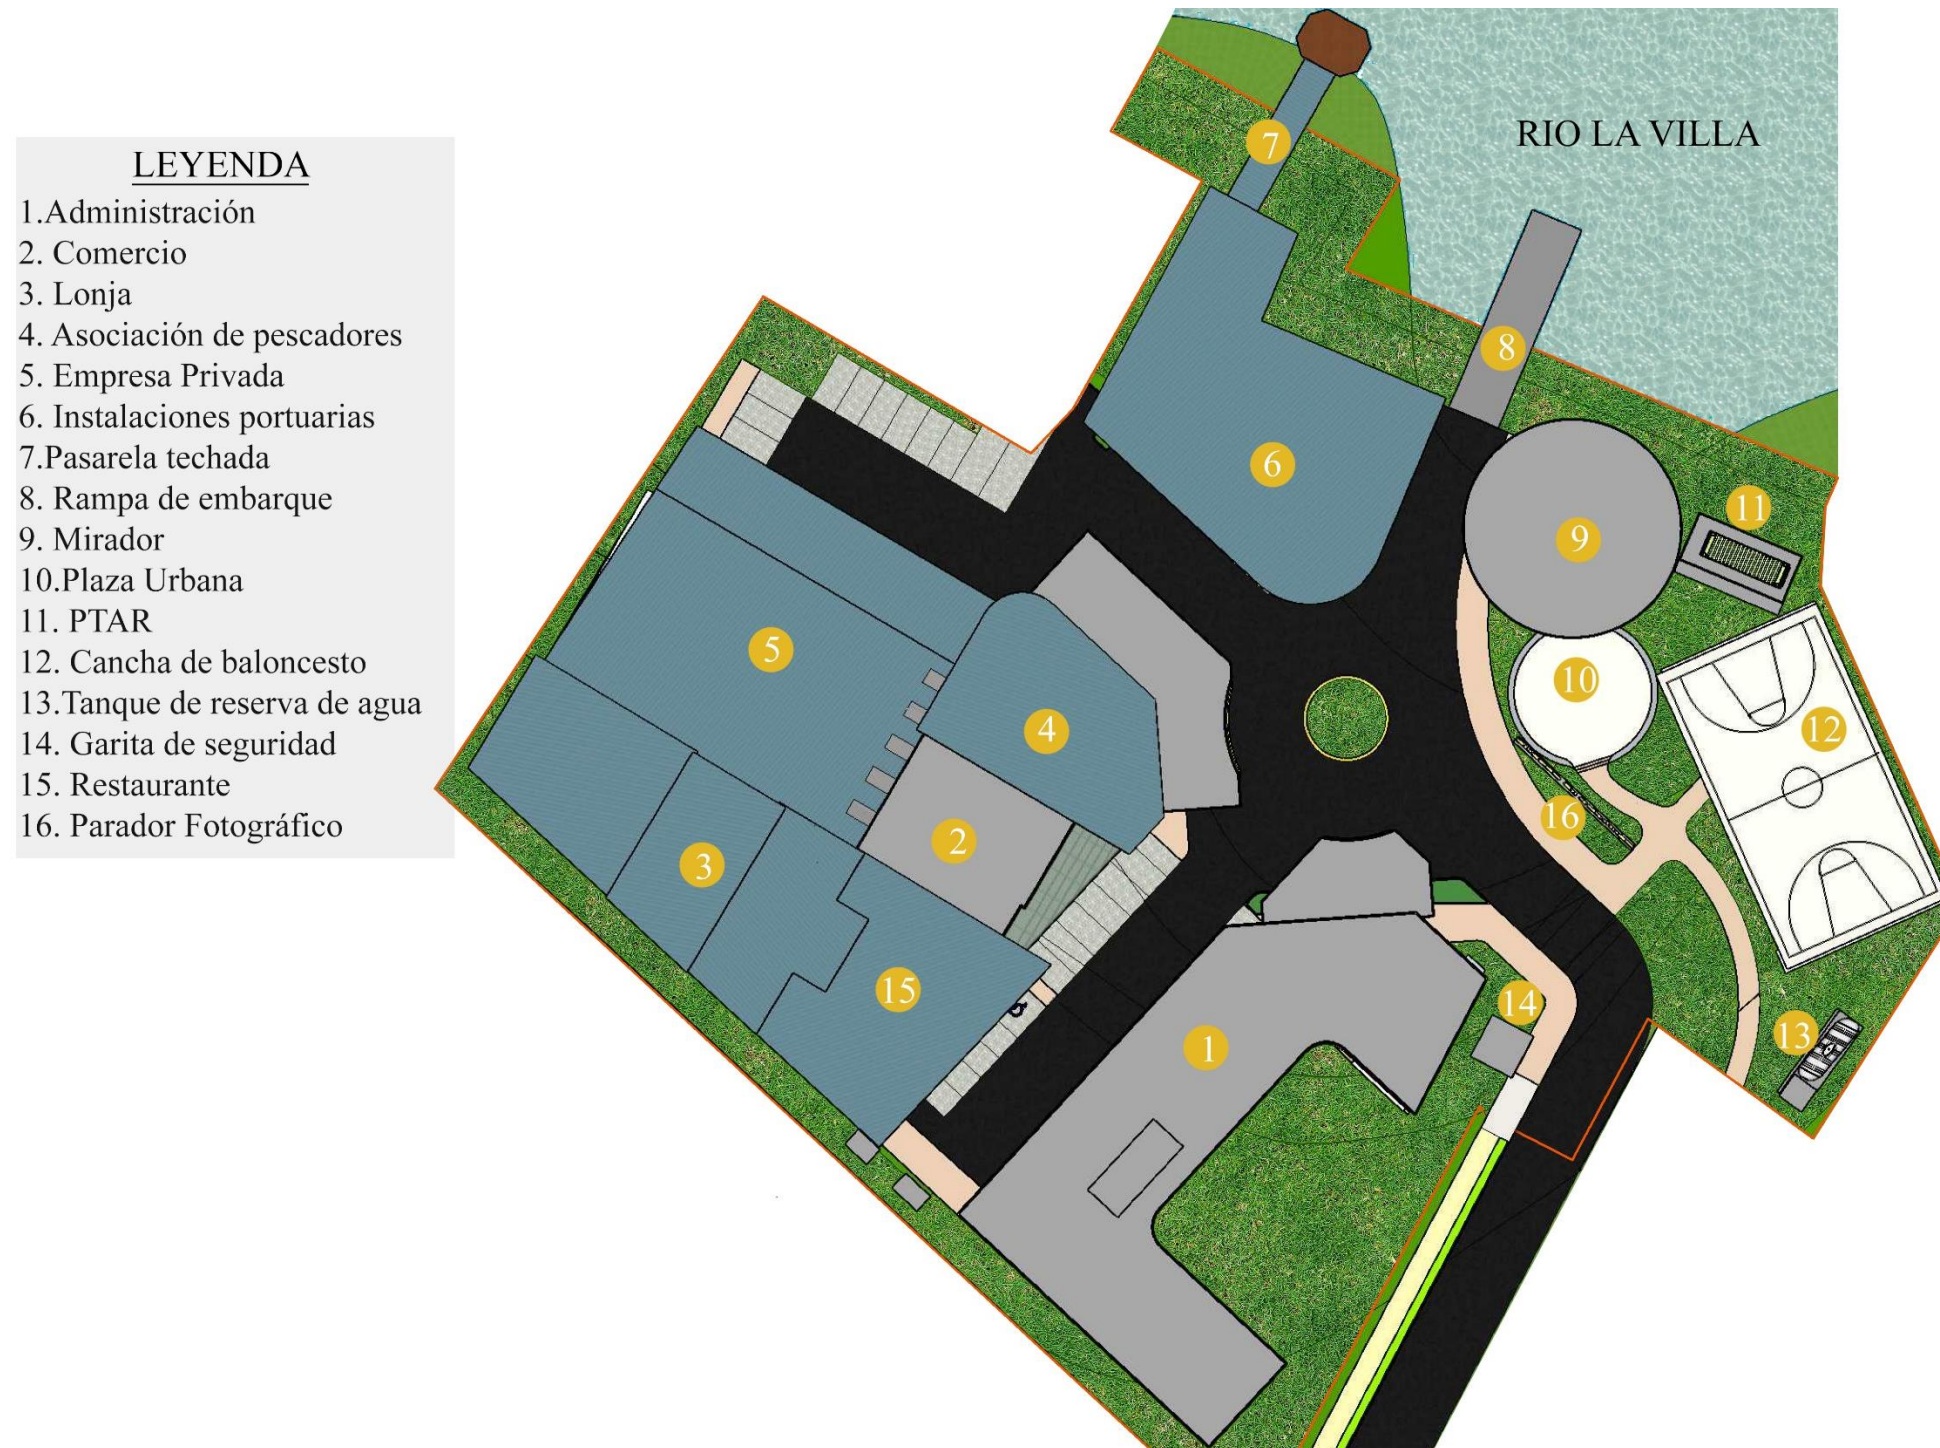 LEYENDA
1.Administración
2. Comercio
3. Lonja
4. Asociación de pescadores
5. Empresa Privada
6. Instalaciones portuarias
7.Pasarela techada
8. Rampa de embarque
9. Mirador
10.Plaza Urbana
11. PTAR
12. Cancha de baloncesto
13.Tanque de reserva de agua
14. Garita de seguridad
15. Restaurante
16. Parador Fotográfico
RIO LA VILLA
7
8
6
11
9
5
10
4
12
16
2
3
15
14
13
1